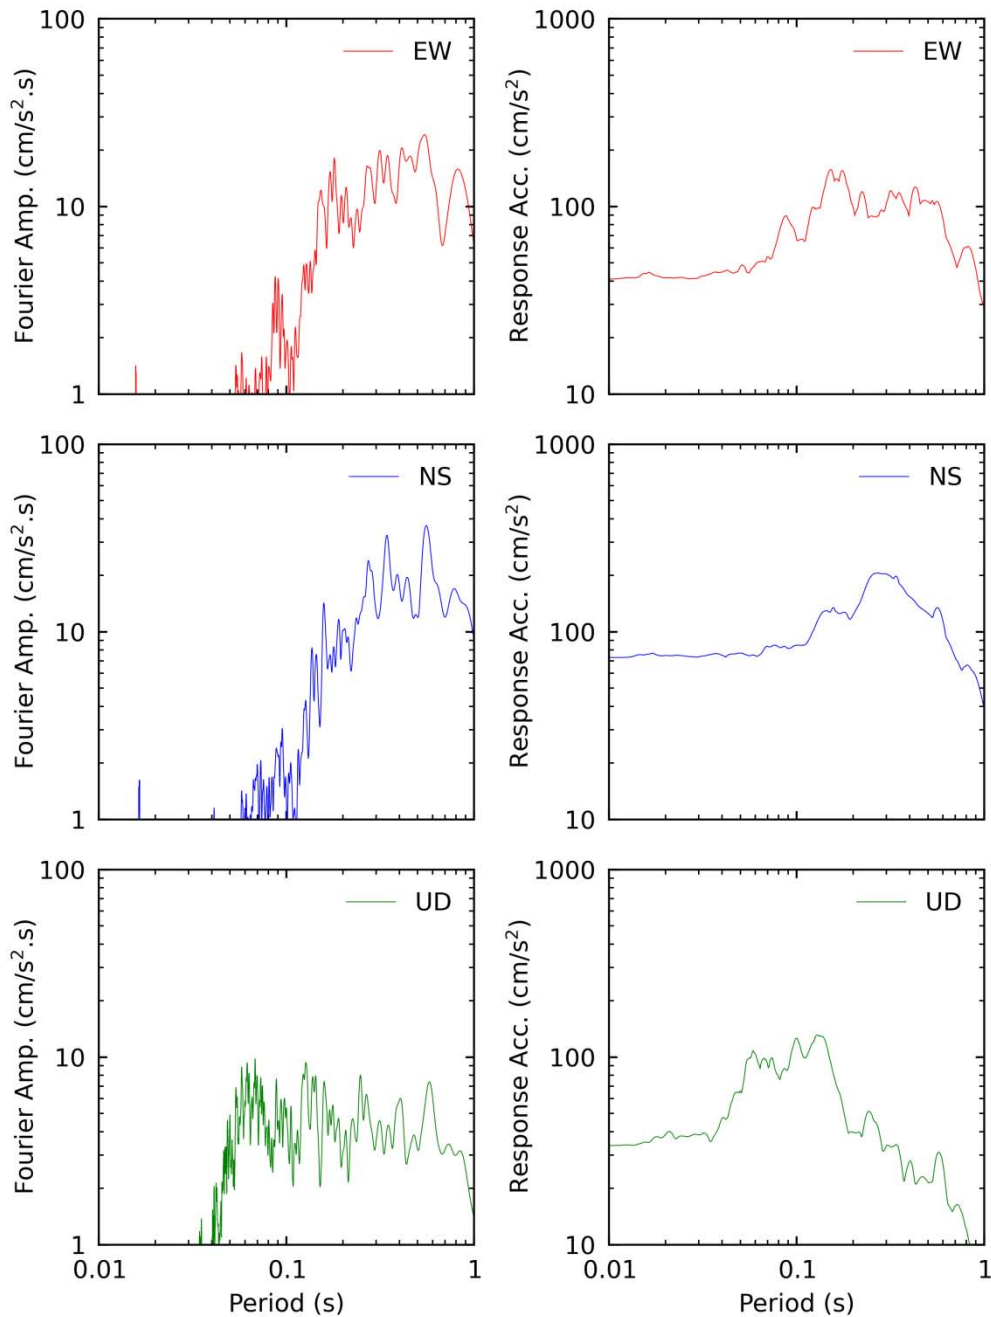 100
10
1
Fourier Amp. (cm/s².s)
EW
1000
100
10
Response Acc. (cm/s²)
EW
100
10
1
Fourier Amp. (cm/s².s)
NS
1000
100
10
Response Acc. (cm/s²)
NS
100
10
1
Fourier Amp. (cm/s².s)
UD
0.01 0.1 1
Period (s)
1000
100
10
Response Acc. (cm/s²)
UD
0.01 0.1 1
Period (s)